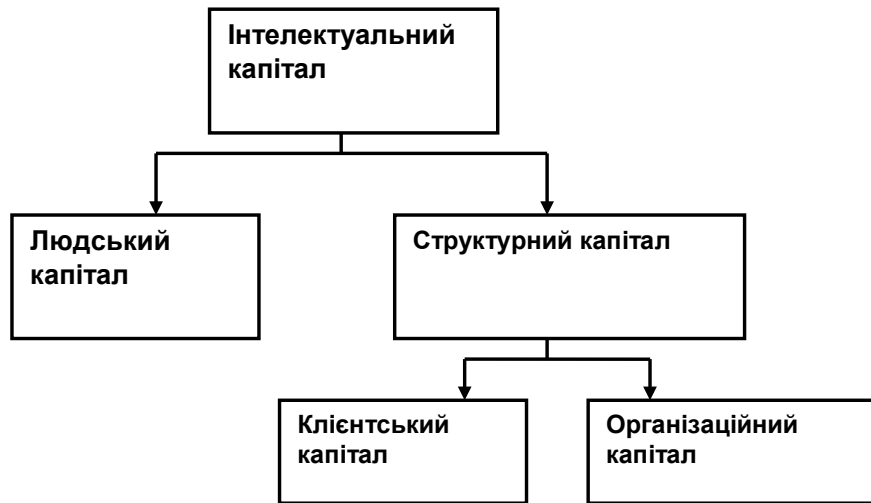 Інтелектуальний
капітал
Людський
капітал
Структурний капітал
Клієнтський
капітал
Організаційний
капітал